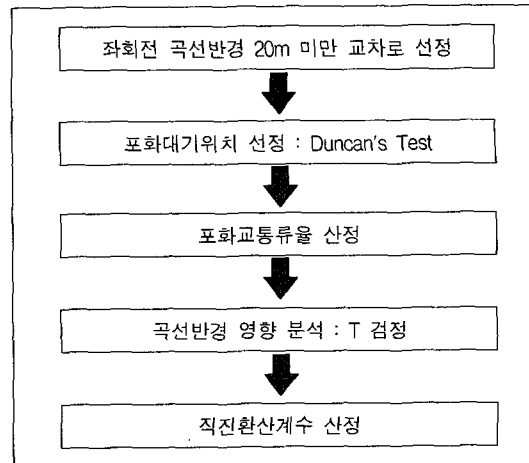 좌회전 곡선반경 20m 미만 교차로 선정
포화대기위치 선정 : Duncan's Test
포화교통류율 산정
곡선반경 영향 분석 : T 검정
직진환산계수 산정